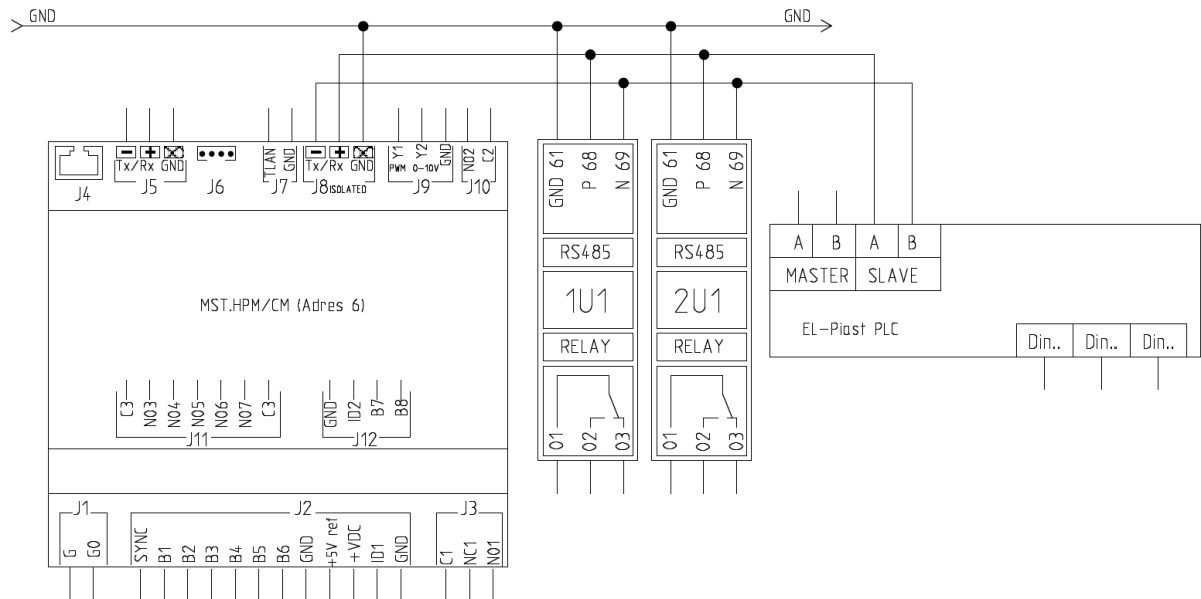 GND
GND
Tx/Rx GND
TLAN
GND
Tx/Rx GND
Y1
Y2
GND
PWM 0-10V
NO2
C2
J4
J5
J6
J7
J8 ISOLATED
J9
J10
GND 61
P 68
N 69
GND 61
P 68
N 69
RS485
RS485
1U1
2U1
RELAY
RELAY
01
02
03
01
02
03
A B A B
MASTER SLAVE
EL-Piast PLC
Din.. Din.. Din..
MST.HPM/CM (Adres 6)
C3
NO3
NO4
NO5
NO6
NO7
C3
J11
GND
ID2
B7
B8
J12
J1
J2
J3
G
G0
SYNC
B1
B2
B3
B4
B5
B6
GND
+5V ref
+VDC
ID1
GND
C1
NC1
NO1